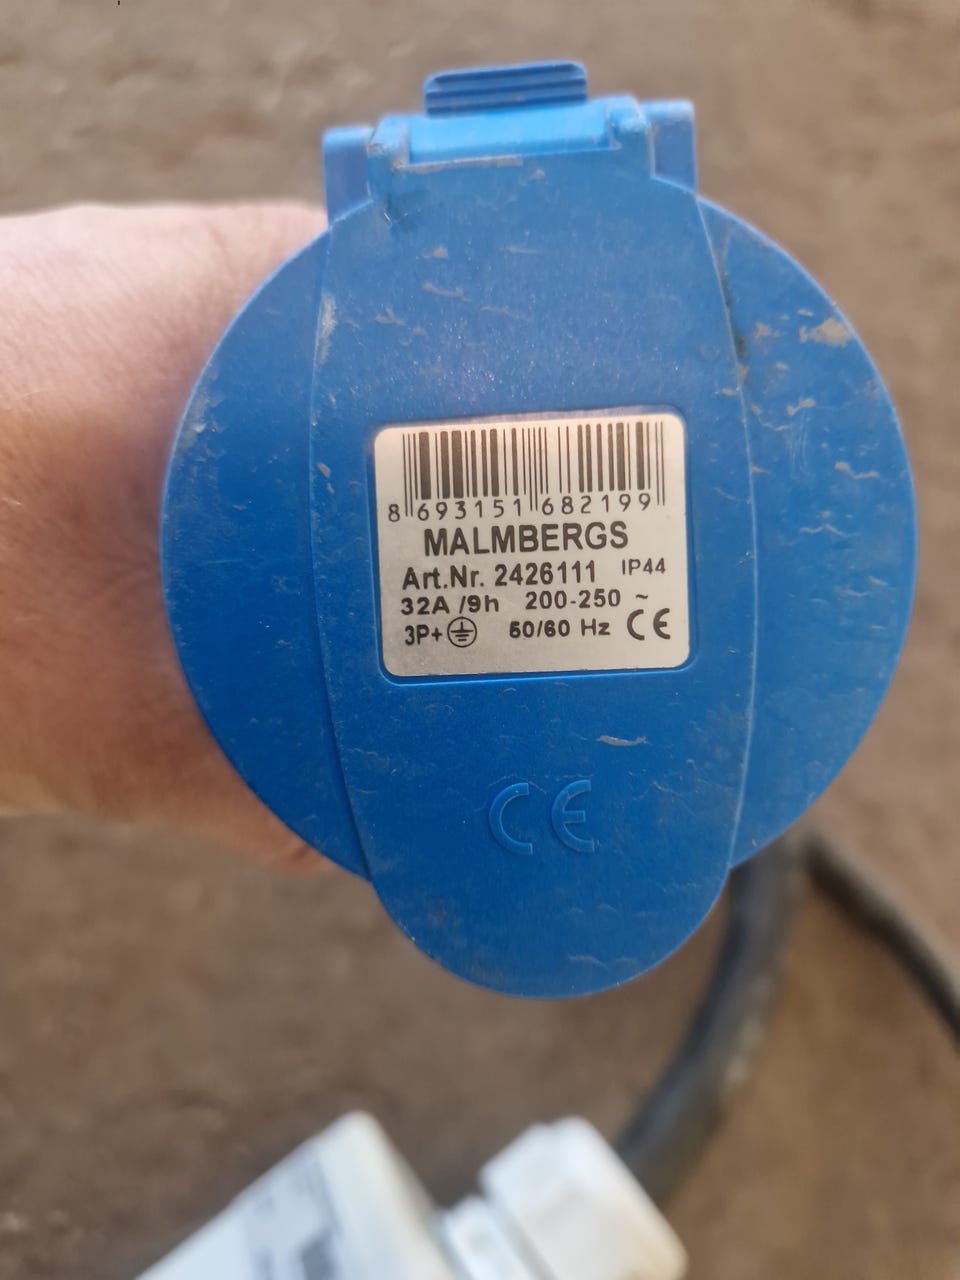 8 693151 682199
MALMBERGS
Art.Nr. 2426111 IP44
32A /9h 200-250 ~
3P+⏚ 50/60 Hz CE
CE